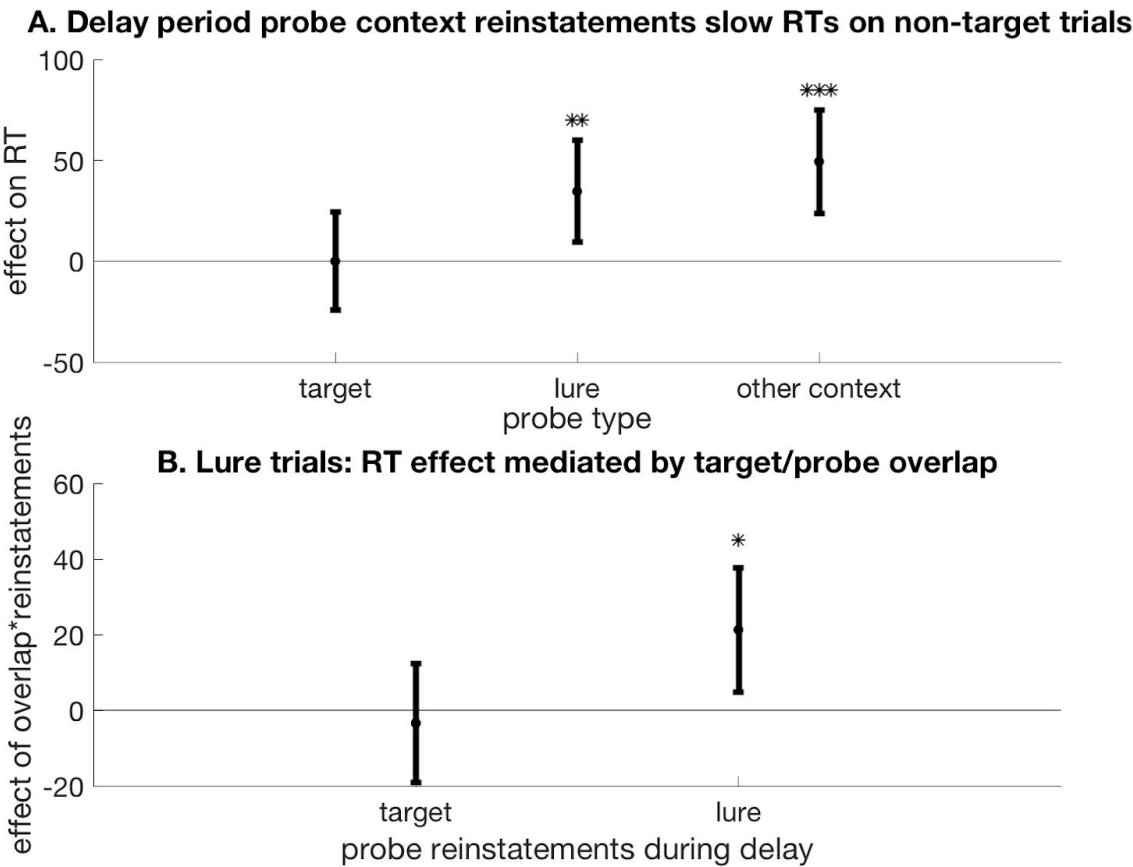 A. Delay period probe context reinstatements slow RTs on non-target trials
100
50
0
-50
effect on RT
**
***
target
lure
other context
probe type
B. Lure trials: RT effect mediated by target/probe overlap
60
40
20
0
-20
effect of overlap*reinstatements
*
target
lure
probe reinstatements during delay